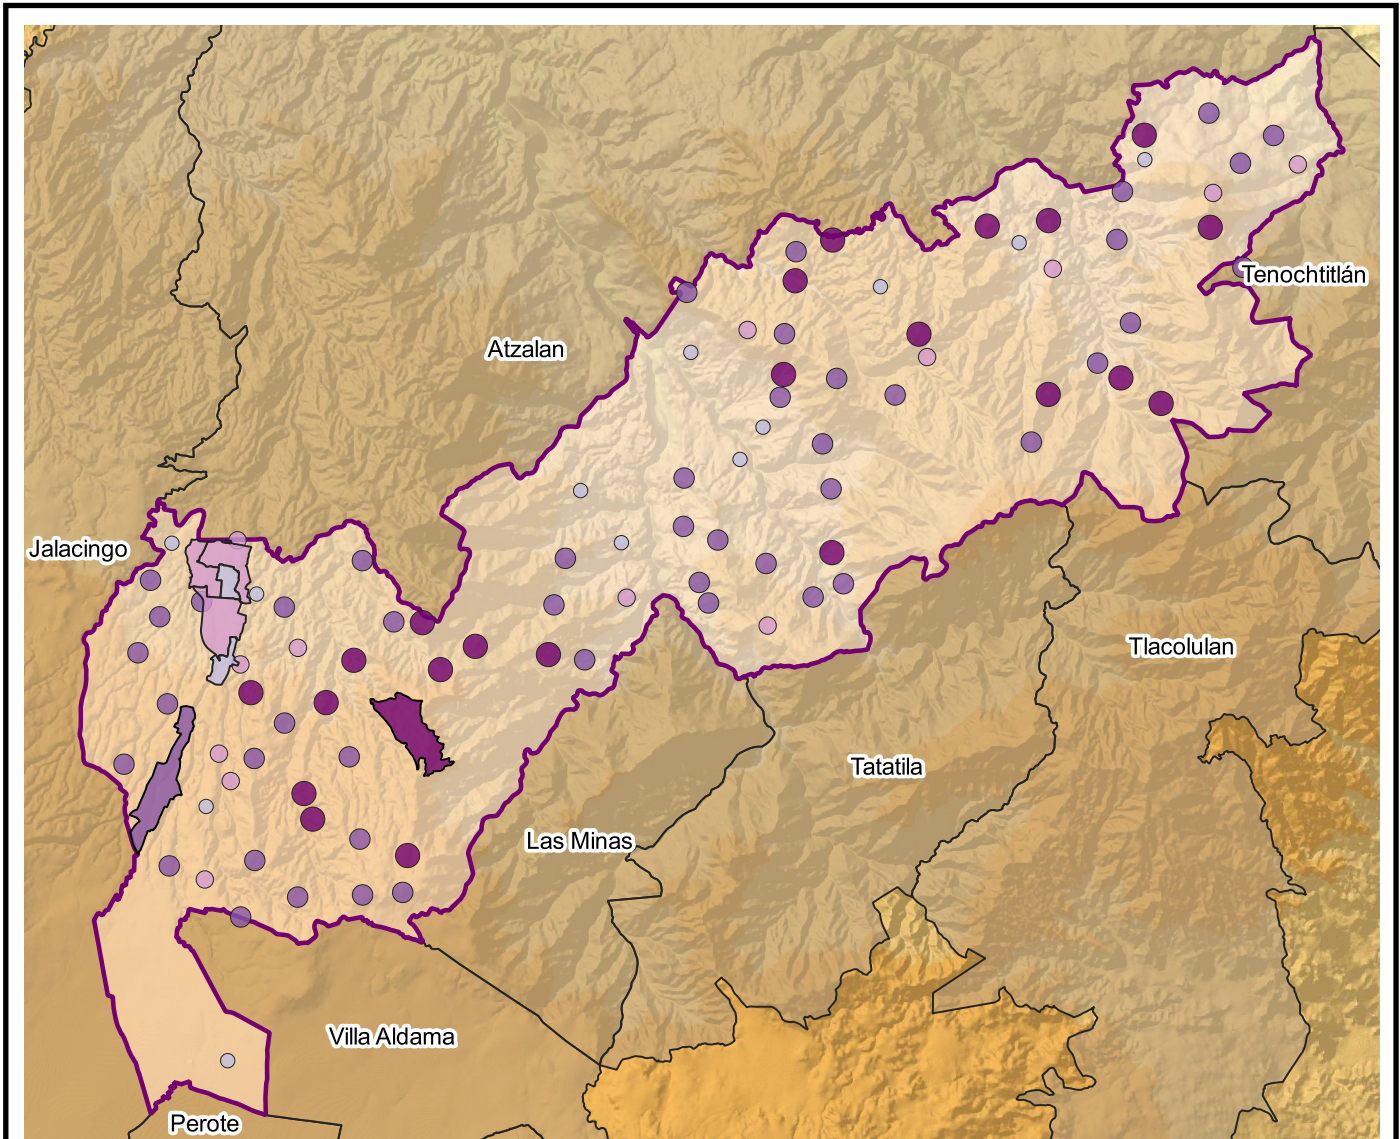 Tenochtitlán
Atzalan
Jalacingo
Tlacolulan
Tatatila
Las Minas
Villa Aldama
Perote